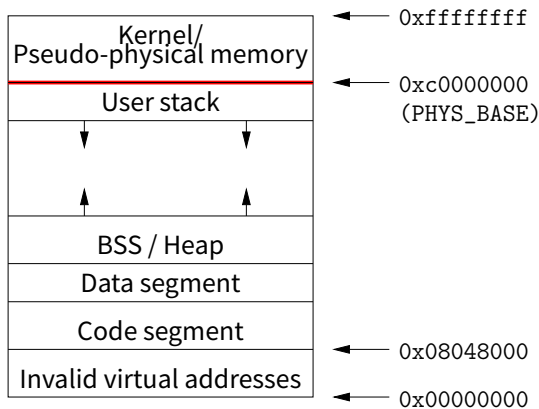 Kernel/
Pseudo-physical memory
User stack
BSS / Heap
Data segment
Code segment
Invalid virtual addresses
0xffffffff
0xc0000000
(PHYS_BASE)
0x08048000
0x00000000